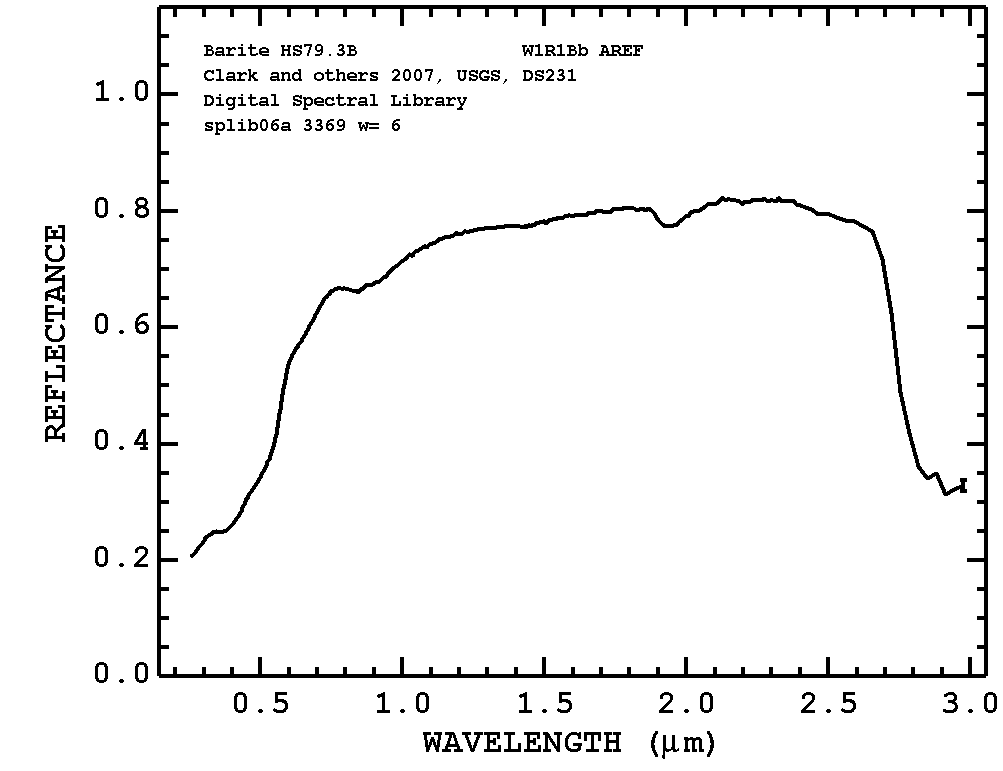 Barite HS79.3B W1R1Bb AREF
Clark and others 2007, USGS, DS231
Digital Spectral Library
splib06a 3369 w= 6
REFLECTANCE
1.0
0.8
0.6
0.4
0.2
0.0
0.5 1.0 1.5 2.0 2.5 3.0
WAVELENGTH (μm)